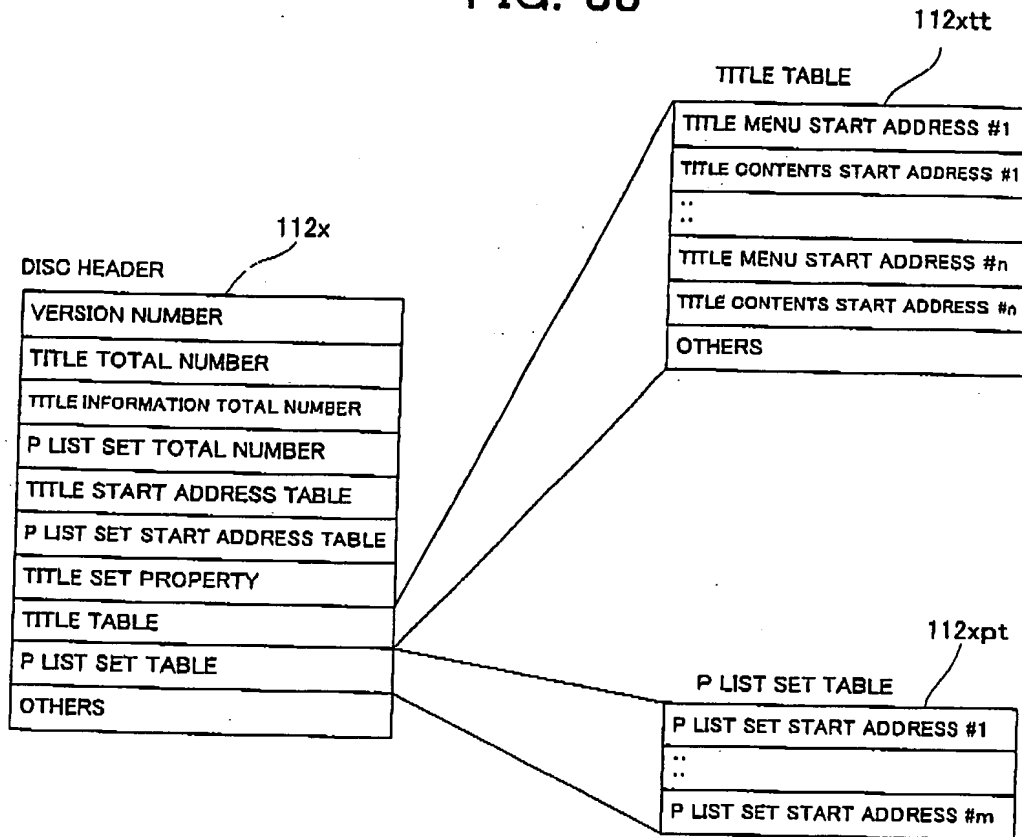 112xtt
TITLE TABLE
TITLE MENU START ADDRESS #1
TITLE CONTENTS START ADDRESS #1
::
TITLE MENU START ADDRESS #n
TITLE CONTENTS START ADDRESS #n
OTHERS
112x
DISC HEADER
VERSION NUMBER
TITLE TOTAL NUMBER
TITLE INFORMATION TOTAL NUMBER
P LIST SET TOTAL NUMBER
TITLE START ADDRESS TABLE
P LIST SET START ADDRESS TABLE
TITLE SET PROPERTY
TITLE TABLE
P LIST SET TABLE
OTHERS
112xpt
P LIST SET TABLE
P LIST SET START ADDRESS #1
::
P LIST SET START ADDRESS #m